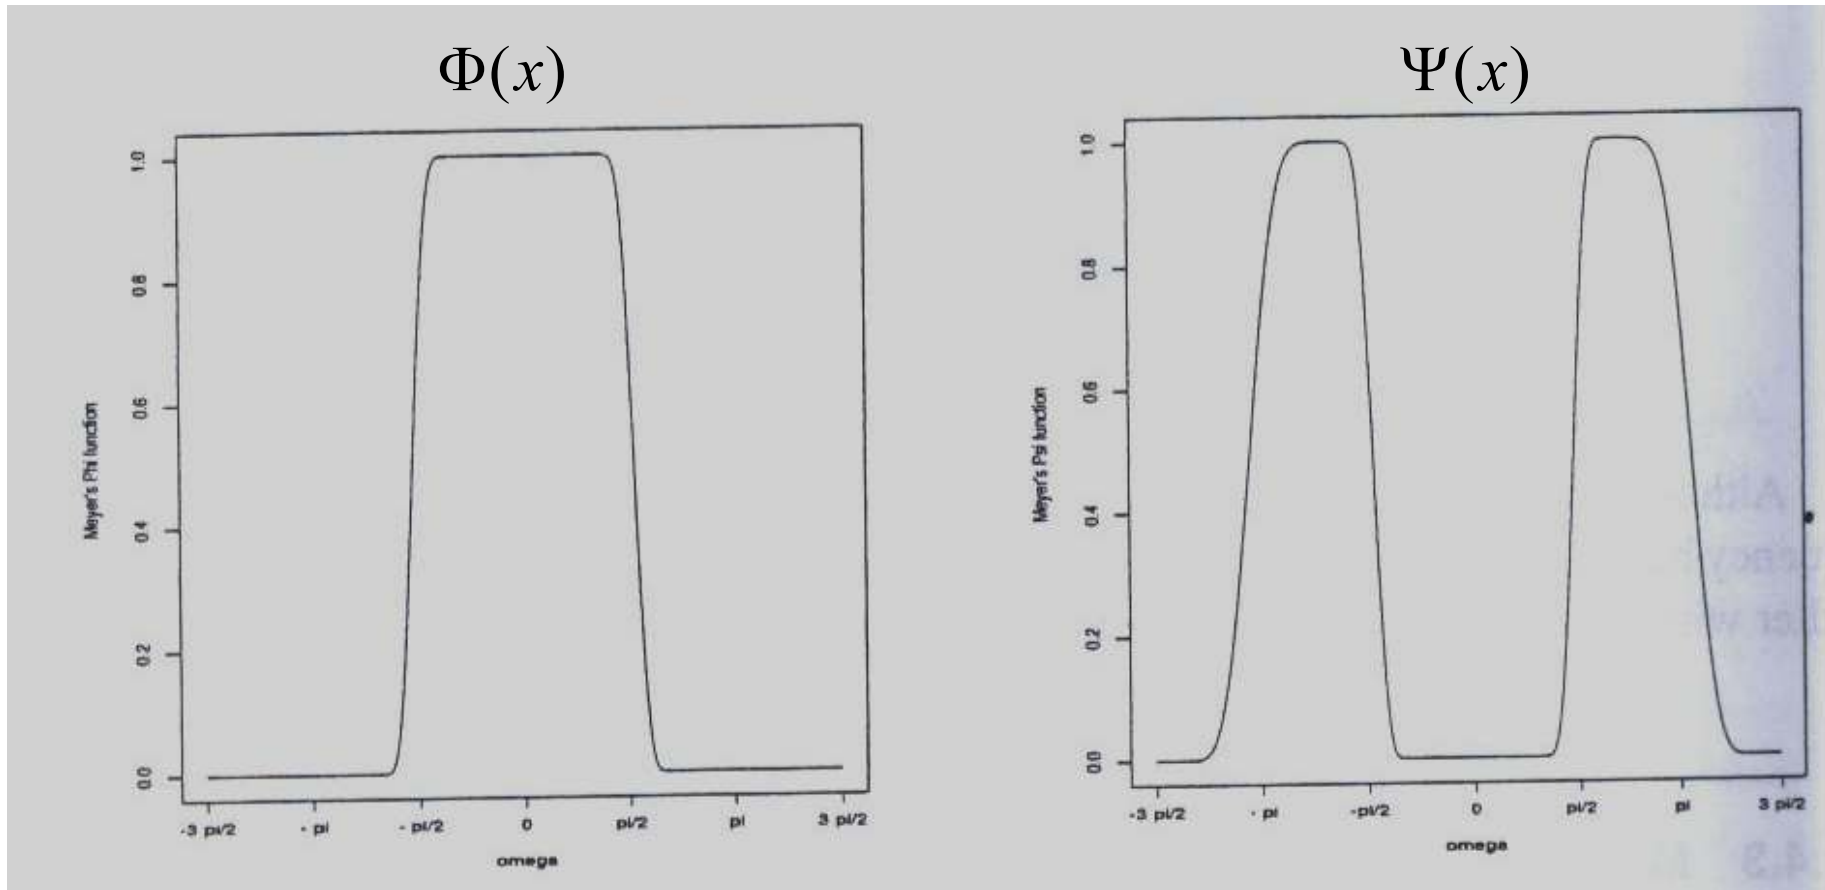 Φ(x)
Ψ(x)
Meyer's Phi function
1.0
0.8
0.6
0.4
0.2
0.0
-3 pi/2
- pi
- pi/2
0
pi/2
pi
3 pi/2
omega
Meyer's Psi function
1.0
0.8
0.6
0.4
0.2
0.0
-3 pi/2
- pi
-pi/2
0
pi/2
pi
3 pi/2
omega